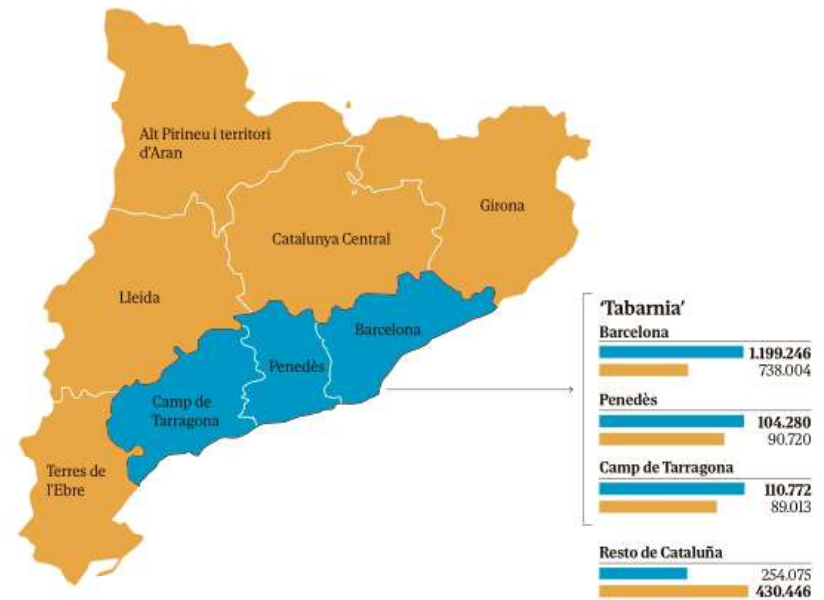 Alt Pirineu i territori
d'Aran
Girona
Catalunya Central
Lleida
Barcelona
Penedès
Camp de
Tarragona
Terres de
l'Ebre
'Tabarnia'
Barcelona
1.199.246
738.004
Penedès
104.280
90.720
Camp de Tarragona
110.772
89.013
Resto de Cataluña
254.075
430.446